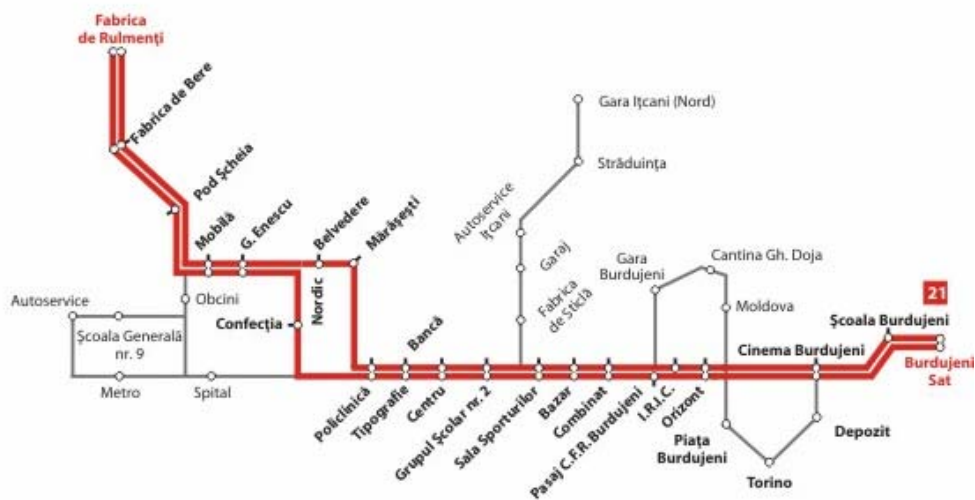 Fabrica
de Rulmenți
Fabrica de Bere
Pod Șcheia
Mobilă
G. Enescu
Belvedere
Mărășești
Nordic
Confecția
Obcini
Autoservice
Școala Generală
nr. 9
Metro
Spital
Policlinică
Tipografie
Bancă
Centru
Grupul Școlar nr. 2
Sala Sporturilor
Bazar
Combinat
Pasaj C.F.R. Burdujeni
I.R.I.C.
Orizont
Gara Ițcani (Nord)
Străduința
Autoservice
Ițcani
Garaj
Fabrica
de Sticlă
Gara
Burdujeni
Cantina Gh. Doja
Moldova
Cinema Burdujeni
21
Școala Burdujeni
Burdujeni
Sat
Piața
Burdujeni
Torino
Depozit